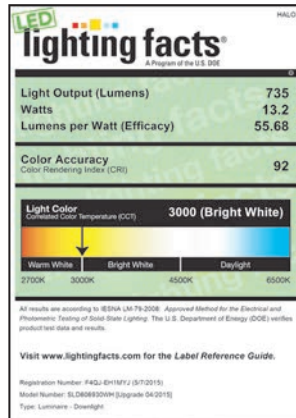 LED
HALO
lighting facts®
A Program of the U.S. DOE
Light Output (Lumens) 735
Watts 13.2
Lumens per Watt (Efficacy) 55.68
Color Accuracy
Color Rendering Index (CRI) 92
Light Color
Correlated Color Temperature (CCT) 3000 (Bright White)
Warm White Bright White Daylight
2700K 3000K 4500K 6500K
All results are according to IESNA LM-79-2008: Approved Method for the Electrical and
Photometric Testing of Solid-State Lighting. The U.S. Department of Energy (DOE) verifies
product test data and results.
Visit www.lightingfacts.com for the Label Reference Guide.
Registration Number: F4QJ-EH1MYJ (5/7/2015)
Model Number: SLD606930WH [Upgrade 04/2015]
Type: Luminaire - Downlight